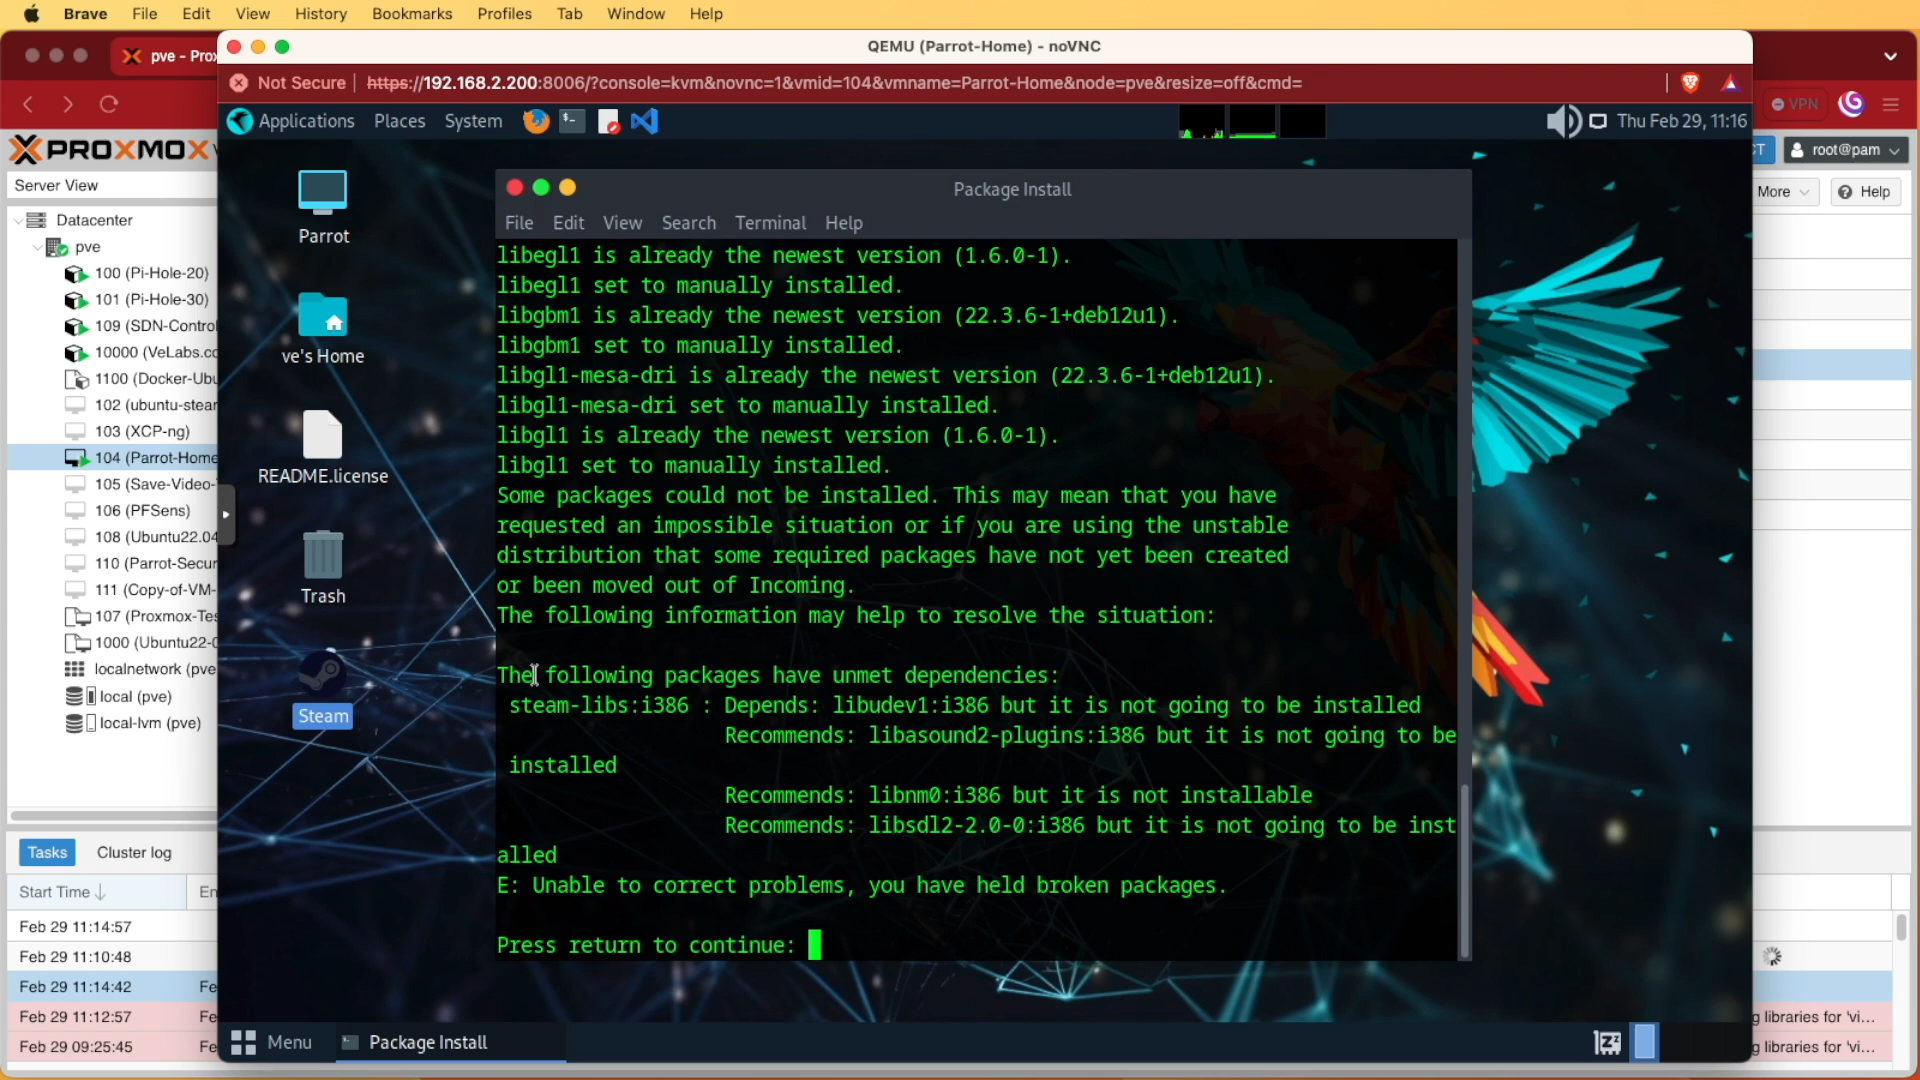 Brave File Edit View History Bookmarks Profiles Tab Window Help
pve - Prox
QEMU (Parrot-Home) - noVNC
Not Secure https://192.168.2.200:8006/?console=kvm&novnc=1&vmid=104&vmname=Parrot-Home&node=pve&resize=off&cmd=
VPN
Applications Places System Thu Feb 29, 11:16
PROXMOX
CT root@pam
Server View
More Help
Datacenter
pve
100 (Pi-Hole-20)
101 (Pi-Hole-30)
109 (SDN-Control
10000 (VeLabs.co
1100 (Docker-Ubu
102 (ubuntu-stear
103 (XCP-ng)
104 (Parrot-Home
105 (Save-Video-
106 (PFSens)
108 (Ubuntu22.04
110 (Parrot-Secur
111 (Copy-of-VM-
107 (Proxmox-Tes
1000 (Ubuntu22-0
localnetwork (pve
local (pve)
local-lvm (pve)
Parrot
ve's Home
README.license
Trash
Steam
Package Install
File Edit View Search Terminal Help
libegl1 is already the newest version (1.6.0-1).
libegl1 set to manually installed.
libgbm1 is already the newest version (22.3.6-1+deb12u1).
libgbm1 set to manually installed.
libgl1-mesa-dri is already the newest version (22.3.6-1+deb12u1).
libgl1-mesa-dri set to manually installed.
libgl1 is already the newest version (1.6.0-1).
libgl1 set to manually installed.
Some packages could not be installed. This may mean that you have
requested an impossible situation or if you are using the unstable
distribution that some required packages have not yet been created
or been moved out of Incoming.
The following information may help to resolve the situation:
The following packages have unmet dependencies:
steam-libs:i386 : Depends: libudev1:i386 but it is not going to be installed
Recommends: libasound2-plugins:i386 but it is not going to be
installed
Recommends: libnm0:i386 but it is not installable
Recommends: libsdl2-2.0-0:i386 but it is not going to be inst
alled
E: Unable to correct problems, you have held broken packages.
Press return to continue:
Tasks Cluster log
Start Time En
Feb 29 11:14:57
Feb 29 11:10:48
Feb 29 11:14:42 Fe
Feb 29 11:12:57 Fe
g libraries for 'vi...
Feb 29 09:25:45 Fe
g libraries for 'vi...
Menu Package Install